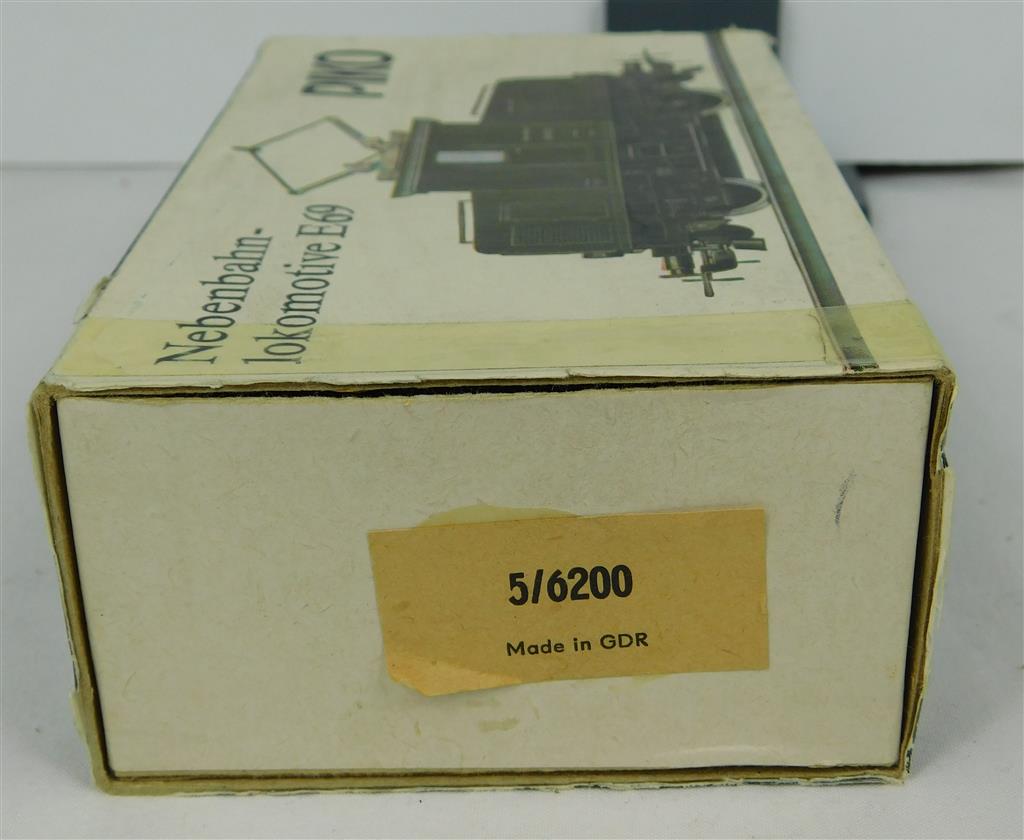 PIKO
Nebenbahn-
lokomotive E69
5/6200
Made in GDR